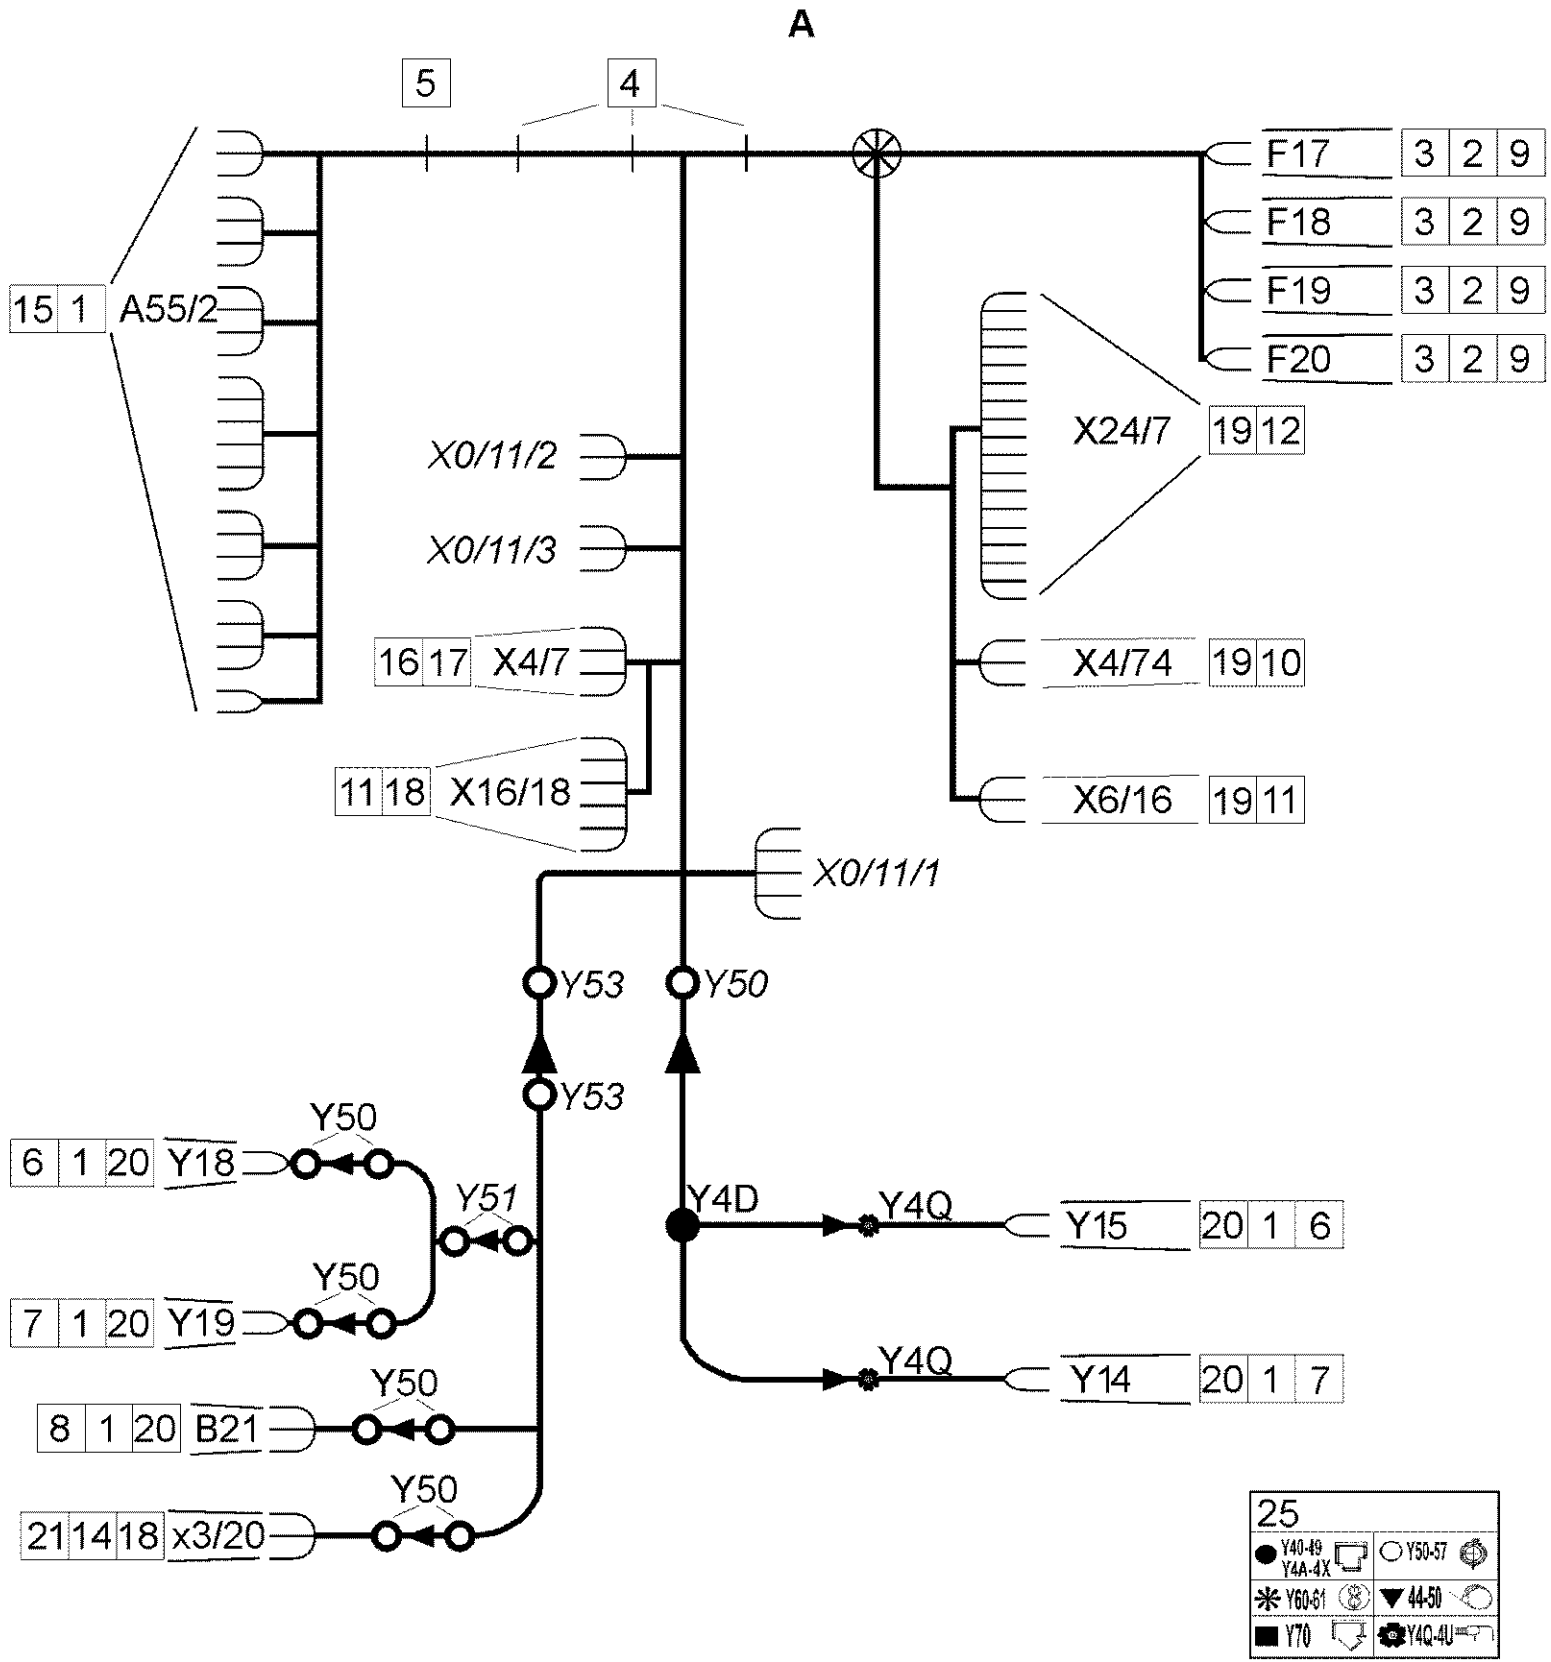 A
5
4
F17 3 2 9
F18 3 2 9
F19 3 2 9
F20 3 2 9
15 1 A55/2
X24/7 19 12
X0/11/2
X0/11/3
16 17 X4/7
X4/74 19 10
11 18 X16/18
X6/16 19 11
X0/11/1
Y53
Y50
Y53
Y50
6 1 20 Y18
Y51
Y4D
Y4Q
Y15 20 1 6
Y50
7 1 20 Y19
Y4Q
Y14 20 1 7
Y50
8 1 20 B21
Y50
21 14 18 x3/20
25
Y40-49
Y4A-4X
Y50-57
Y60-61 8
44-50
Y70
Y4Q-4U